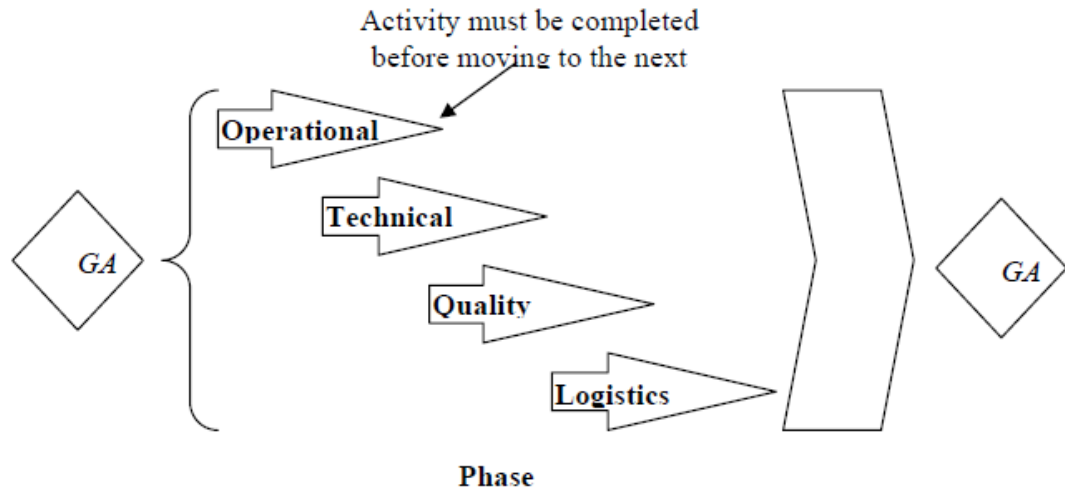 Activity must be completed
before moving to the next
Operational
Technical
GA
GA
Quality
Logistics
Phase